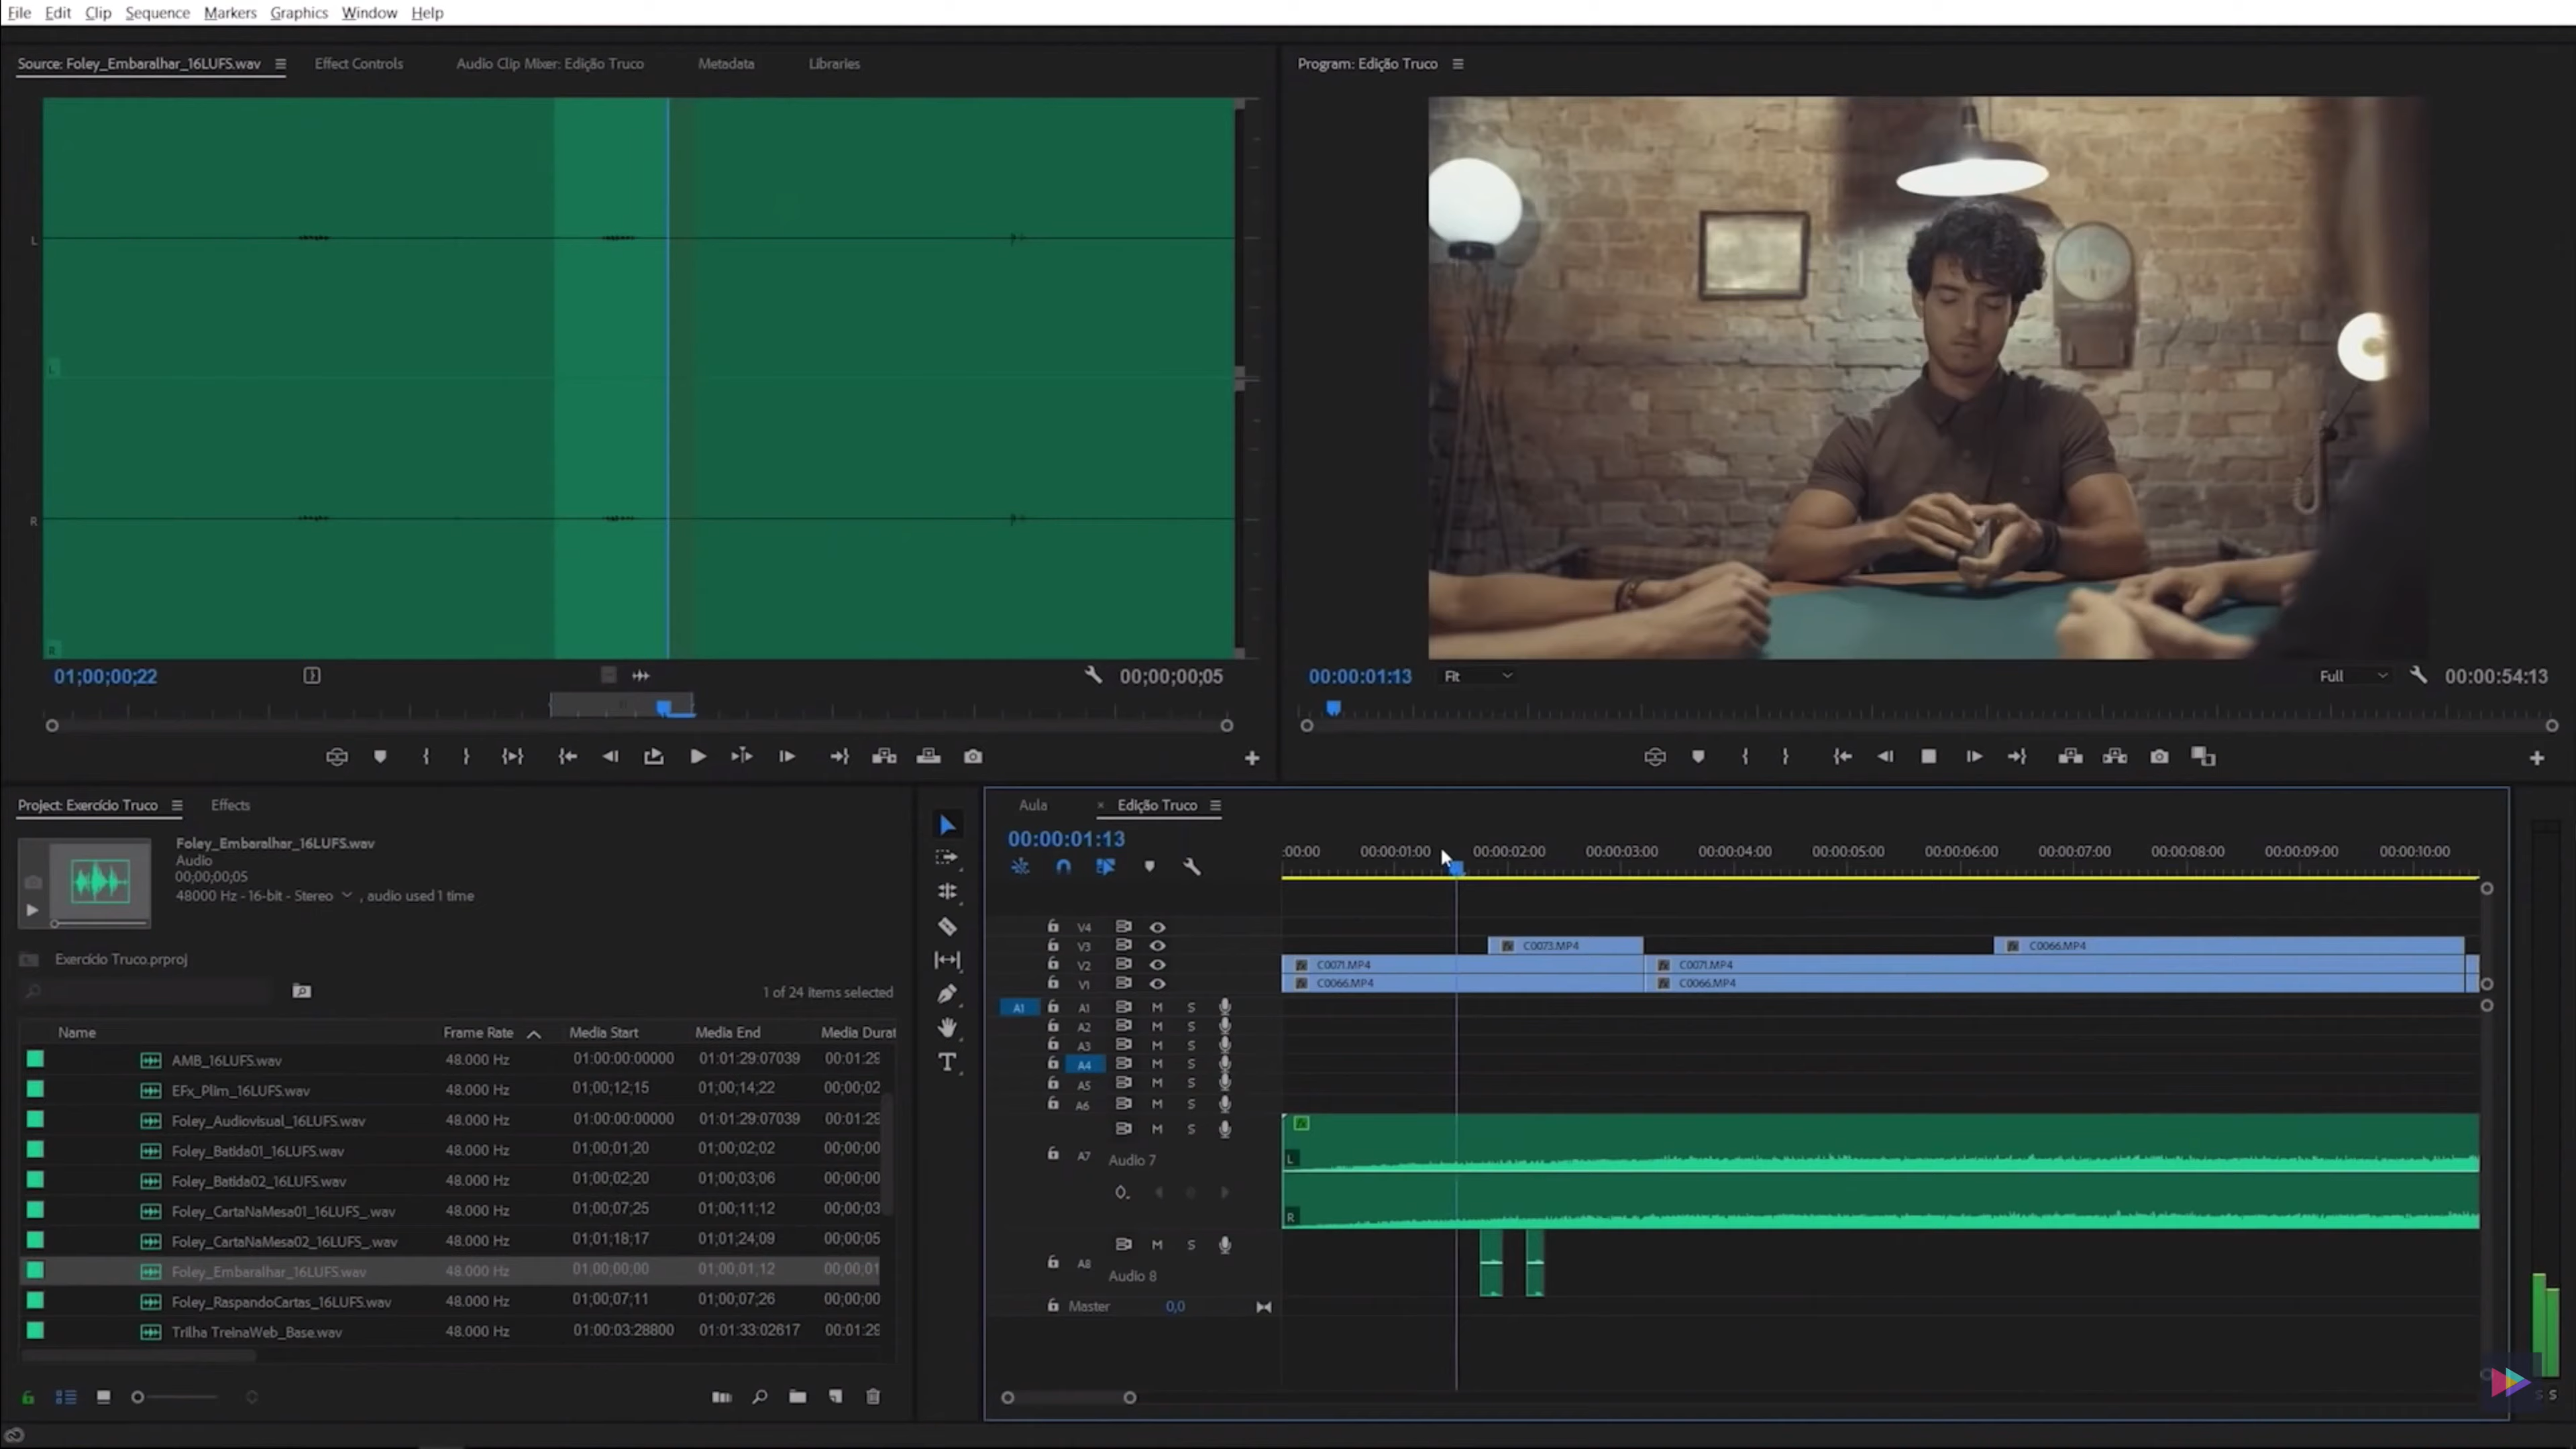 File Edit Clip Sequence Markers Graphics Window Help
Source: Foley_Embaralhar_16LUFS.wav Effect Controls Audio Clip Mixer: Edição Truco Metadata Libraries
Program: Edição Truco
L
L
R
R
01;00;00;22 00;00;00;05
00:00:01:13 Fit Full 00:00:54:13
Project: Exercício Truco Effects
Foley_Embaralhar_16LUFS.wav
Audio
00;00;00;05
48000 Hz - 16-bit - Stereo , audio used 1 time
Exercício Truco.prproj
1 of 24 items selected
Name Frame Rate Media Start Media End Media Durat
AMB_16LUFS.wav 48.000 Hz 01:00:00:00000 01:01:29:07039 00:01:29
EFx_Plim_16LUFS.wav 48.000 Hz 01;00;12;15 01;00;14;22 00;00;02
Foley_Audiovisual_16LUFS.wav 48.000 Hz 01:00:00:00000 01:01:29:07039 00:01:29
Foley_Batida01_16LUFS.wav 48.000 Hz 01;00;01;20 01;00;02;02 00;00;00
Foley_Batida02_16LUFS.wav 48.000 Hz 01;00;02;20 01;00;03;06 00;00;00
Foley_CartaNaMesa01_16LUFS_.wav 48.000 Hz 01;00;07;25 01;00;11;12 00;00;03
Foley_CartaNaMesa02_16LUFS_.wav 48.000 Hz 01;01;18;17 01;01;24;09 00;00;05
Foley_Embaralhar_16LUFS.wav 48.000 Hz 01;00;00;00 01;00;01;12 00;00;01
Foley_RaspandoCartas_16LUFS.wav 48.000 Hz 01;00;07;11 01;00;07;26 00;00;00
Trilha TreinaWeb_Base.wav 48.000 Hz 01:00:03:28800 01:01:33:02617 00:01:29
T
Aula × Edição Truco
00:00:01:13
:00:00 00:00:01:00 00:00:02:00 00:00:03:00 00:00:04:00 00:00:05:00 00:00:06:00 00:00:07:00 00:00:08:00 00:00:09:00 00:00:10:00
V4
V3 C0073.MP4 C0066.MP4
V2 C0071.MP4 C0071.MP4
V1 C0066.MP4 C0066.MP4
A1 A1 M S
A2 M S
A3 M S
A4 M S
A5 M S
A6 M S
M S
A7 Audio 7 L
R
M S
A8 Audio 8
Master 0,0
S S